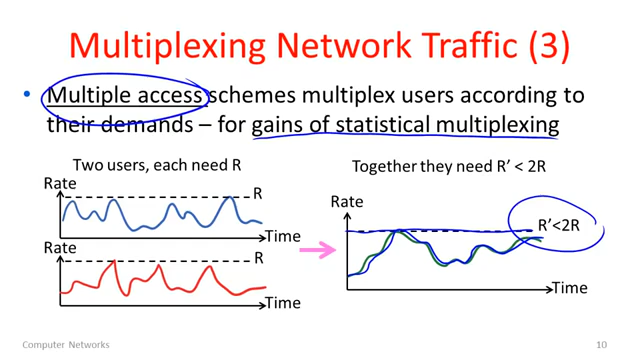 Multiplexing Network Traffic (3)
• Multiple access schemes multiplex users according to
their demands – for gains of statistical multiplexing
Two users, each need R
Rate
R
Time
Rate
R
Time
Together they need R’ < 2R
Rate
R’<2R
Time
Computer Networks
10